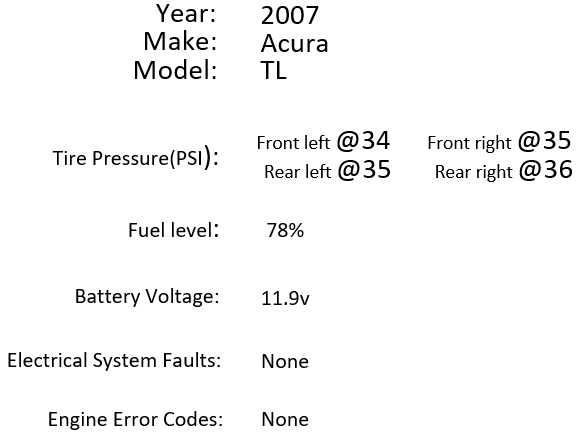 Year: 2007
Make: Acura
Model: TL
Tire Pressure(PSI): Front left @34 Front right @35
Rear left @35 Rear right @36
Fuel level: 78%
Battery Voltage: 11.9v
Electrical System Faults: None
Engine Error Codes: None